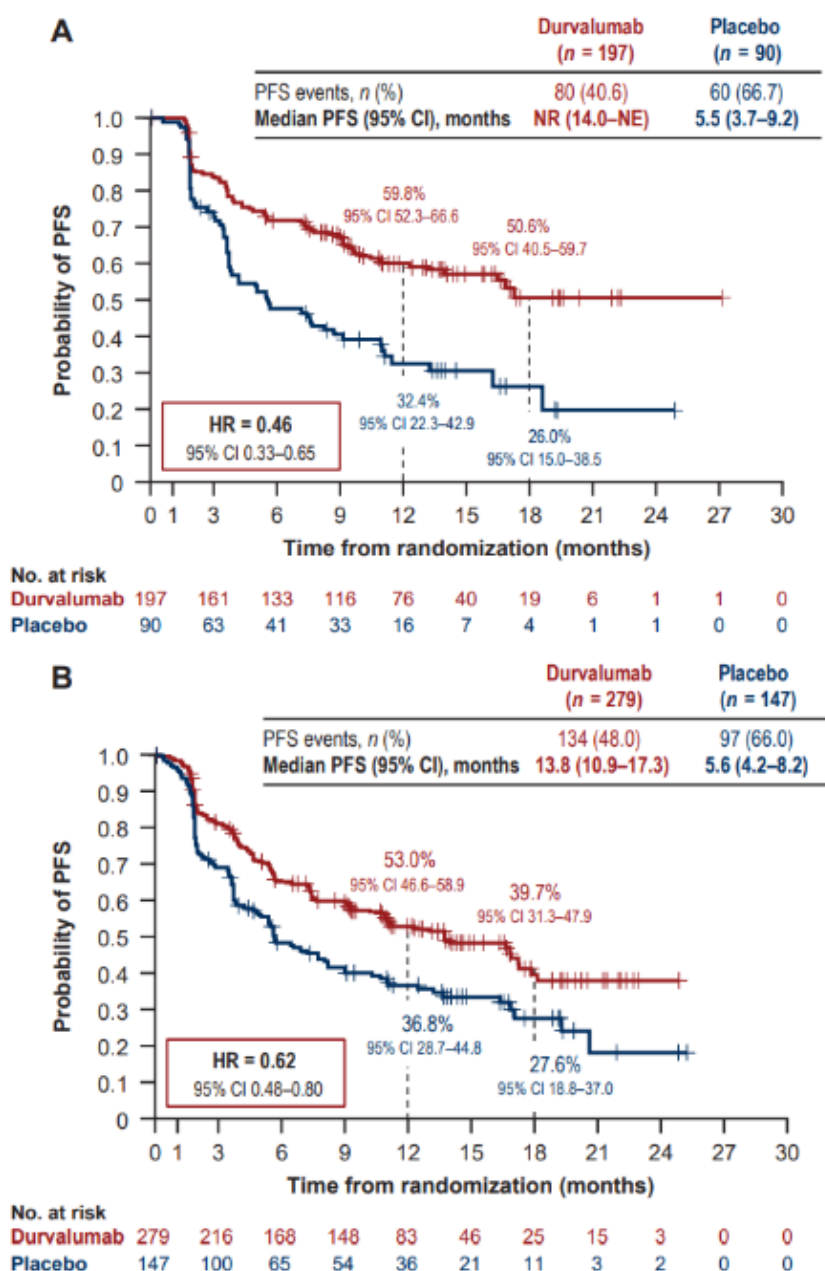 A
Durvalumab Placebo
(n = 197) (n = 90)
PFS events, n (%) 80 (40.6) 60 (66.7)
Median PFS (95% CI), months NR (14.0–NE) 5.5 (3.7–9.2)
Probability of PFS
1.0
0.9
0.8
0.7
0.6
0.5
0.4
0.3
0.2
0.1
0
59.8%
95% CI 52.3–66.6
50.6%
95% CI 40.5–59.7
32.4%
95% CI 22.3–42.9
26.0%
95% CI 15.0–38.5
HR = 0.46
95% CI 0.33–0.65
0 1 3 6 9 12 15 18 21 24 27 30
Time from randomization (months)
No. at risk
Durvalumab 197 161 133 116 76 40 19 6 1 1 0
Placebo 90 63 41 33 16 7 4 1 1 0 0
B
Durvalumab Placebo
(n = 279) (n = 147)
PFS events, n (%) 134 (48.0) 97 (66.0)
Median PFS (95% CI), months 13.8 (10.9–17.3) 5.6 (4.2–8.2)
Probability of PFS
1.0
0.9
0.8
0.7
0.6
0.5
0.4
0.3
0.2
0.1
0
53.0%
95% CI 46.6–58.9
39.7%
95% CI 31.3–47.9
36.8%
95% CI 28.7–44.8
27.6%
95% CI 18.8–37.0
HR = 0.62
95% CI 0.48–0.80
0 1 3 6 9 12 15 18 21 24 27 30
Time from randomization (months)
No. at risk
Durvalumab 279 216 168 148 83 46 25 15 3 0 0
Placebo 147 100 65 54 36 21 11 3 2 0 0